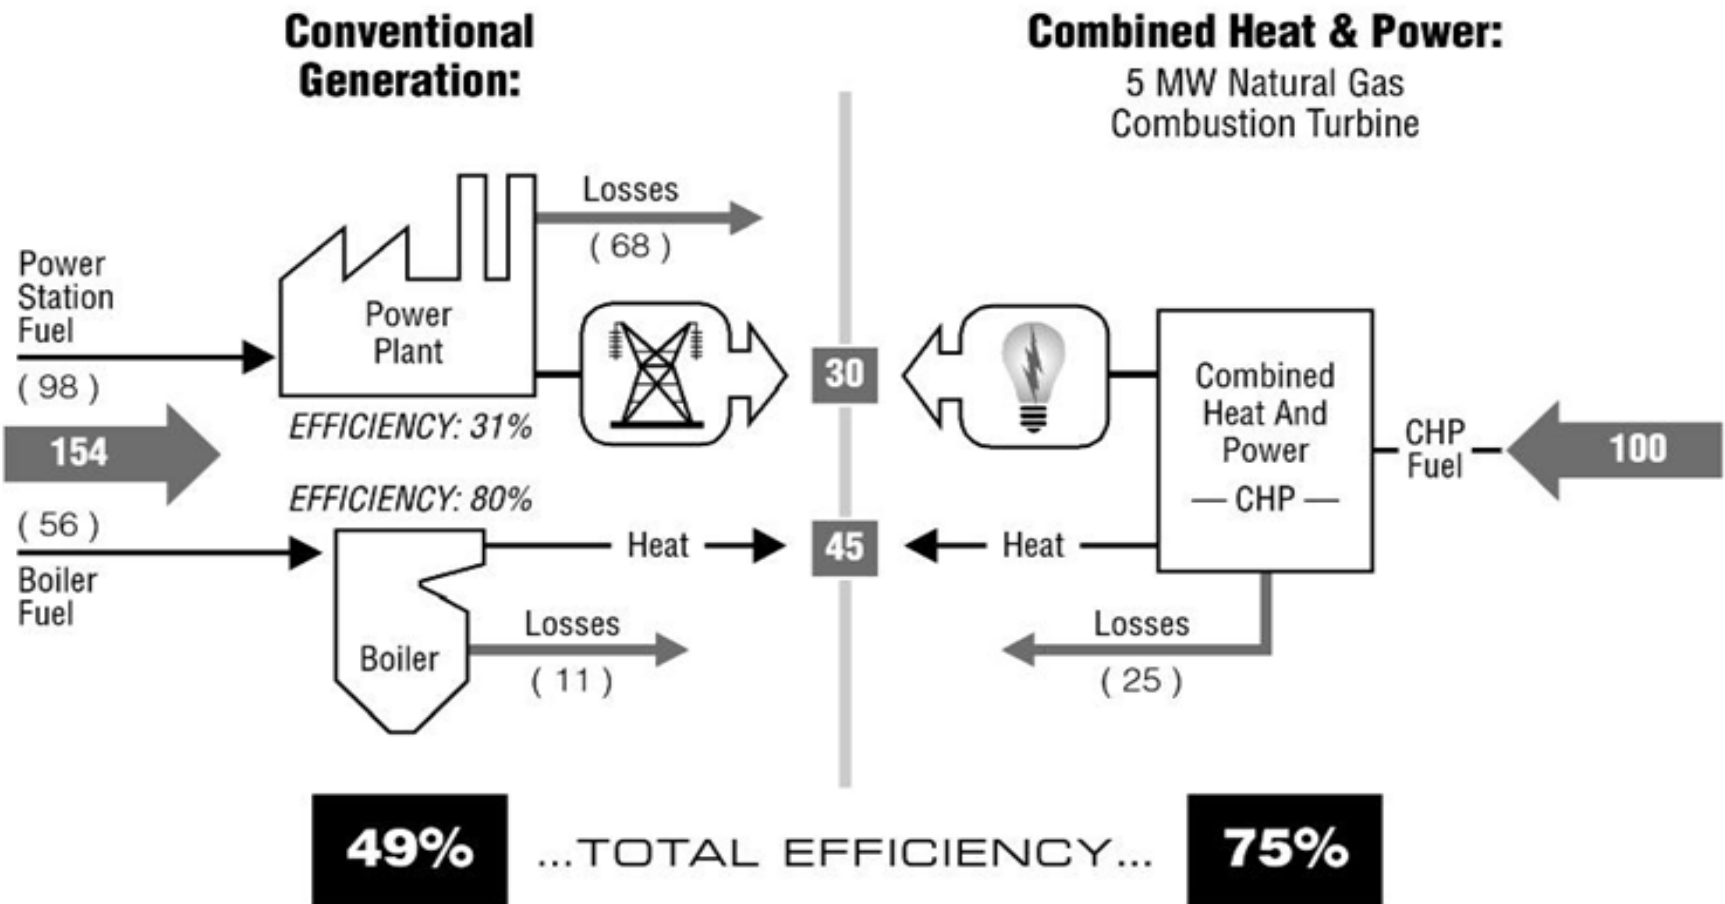 Conventional
Generation:
Combined Heat & Power:
5 MW Natural Gas
Combustion Turbine
Losses
( 68 )
Power
Station
Fuel
( 98 )
Power
Plant
EFFICIENCY: 31%
154
30
Combined
Heat And
Power
— CHP —
CHP
Fuel
100
EFFICIENCY: 80%
( 56 )
Boiler
Fuel
Heat
45
Heat
Boiler
Losses
( 11 )
Losses
( 25 )
49%
...TOTAL EFFICIENCY...
75%